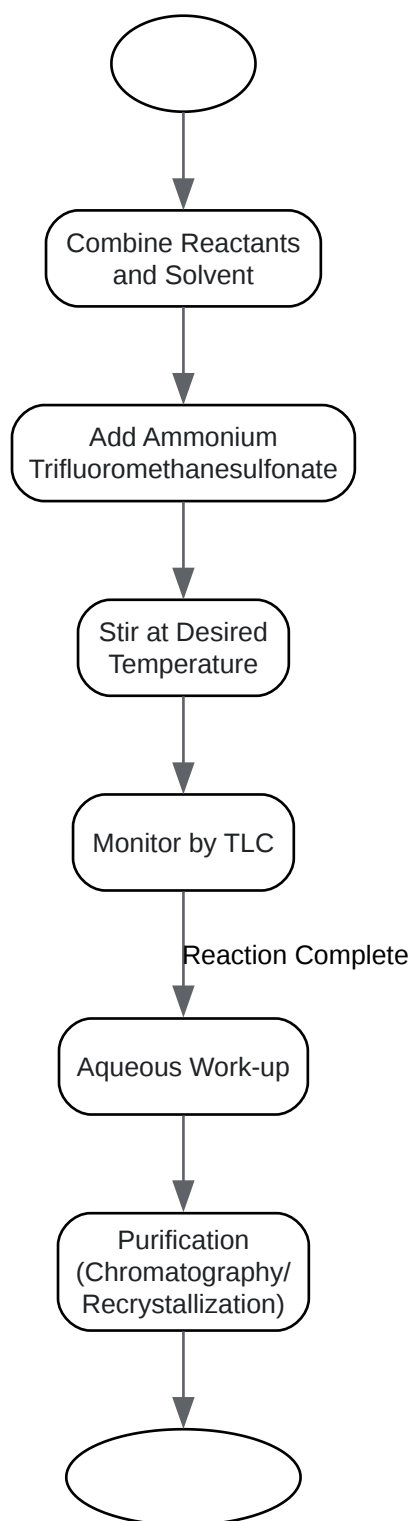 Combine Reactants
and Solvent
Add Ammonium
Trifluoromethanesulfonate
Stir at Desired
Temperature
Monitor by TLC
Reaction Complete
Aqueous Work-up
Purification
(Chromatography/
Recrystallization)